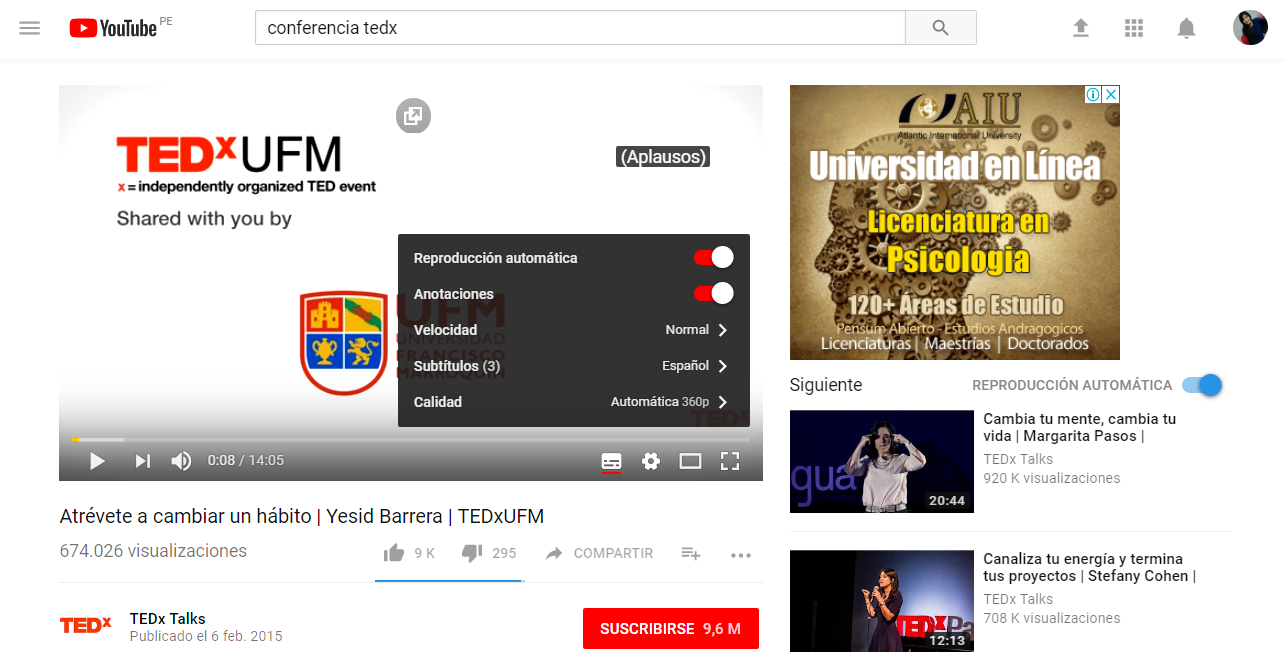 YouTube PE
conferencia tedx
TEDxUFM
x = independently organized TED event
Shared with you by
(Aplausos)
UFM
UNIVERSIDAD
FRANCISCO
MARROQUÍN
Reproducción automática
Anotaciones
Velocidad Normal
Subtítulos (3) Español
Calidad Automática 360p
TEDx
0:08 / 14:05
Atrévete a cambiar un hábito | Yesid Barrera | TEDxUFM
674.026 visualizaciones
9 K 295 COMPARTIR
TEDx
TEDx Talks
Publicado el 6 feb. 2015
SUSCRIBIRSE 9,6 M
AIU
Atlantic International University
Universidad en Línea
Licenciatura en
Psicologia
120+ Áreas de Estudio
Pensum Abierto - Estudios Andragogicos
Licenciaturas | Maestrías | Doctorados
Siguiente REPRODUCCIÓN AUTOMÁTICA
gua
20:44
Cambia tu mente, cambia tu
vida | Margarita Pasos |
TEDx Talks
920 K visualizaciones
TEDxPa
12:13
Canaliza tu energía y termina
tus proyectos | Stefany Cohen |
TEDx Talks
708 K visualizaciones